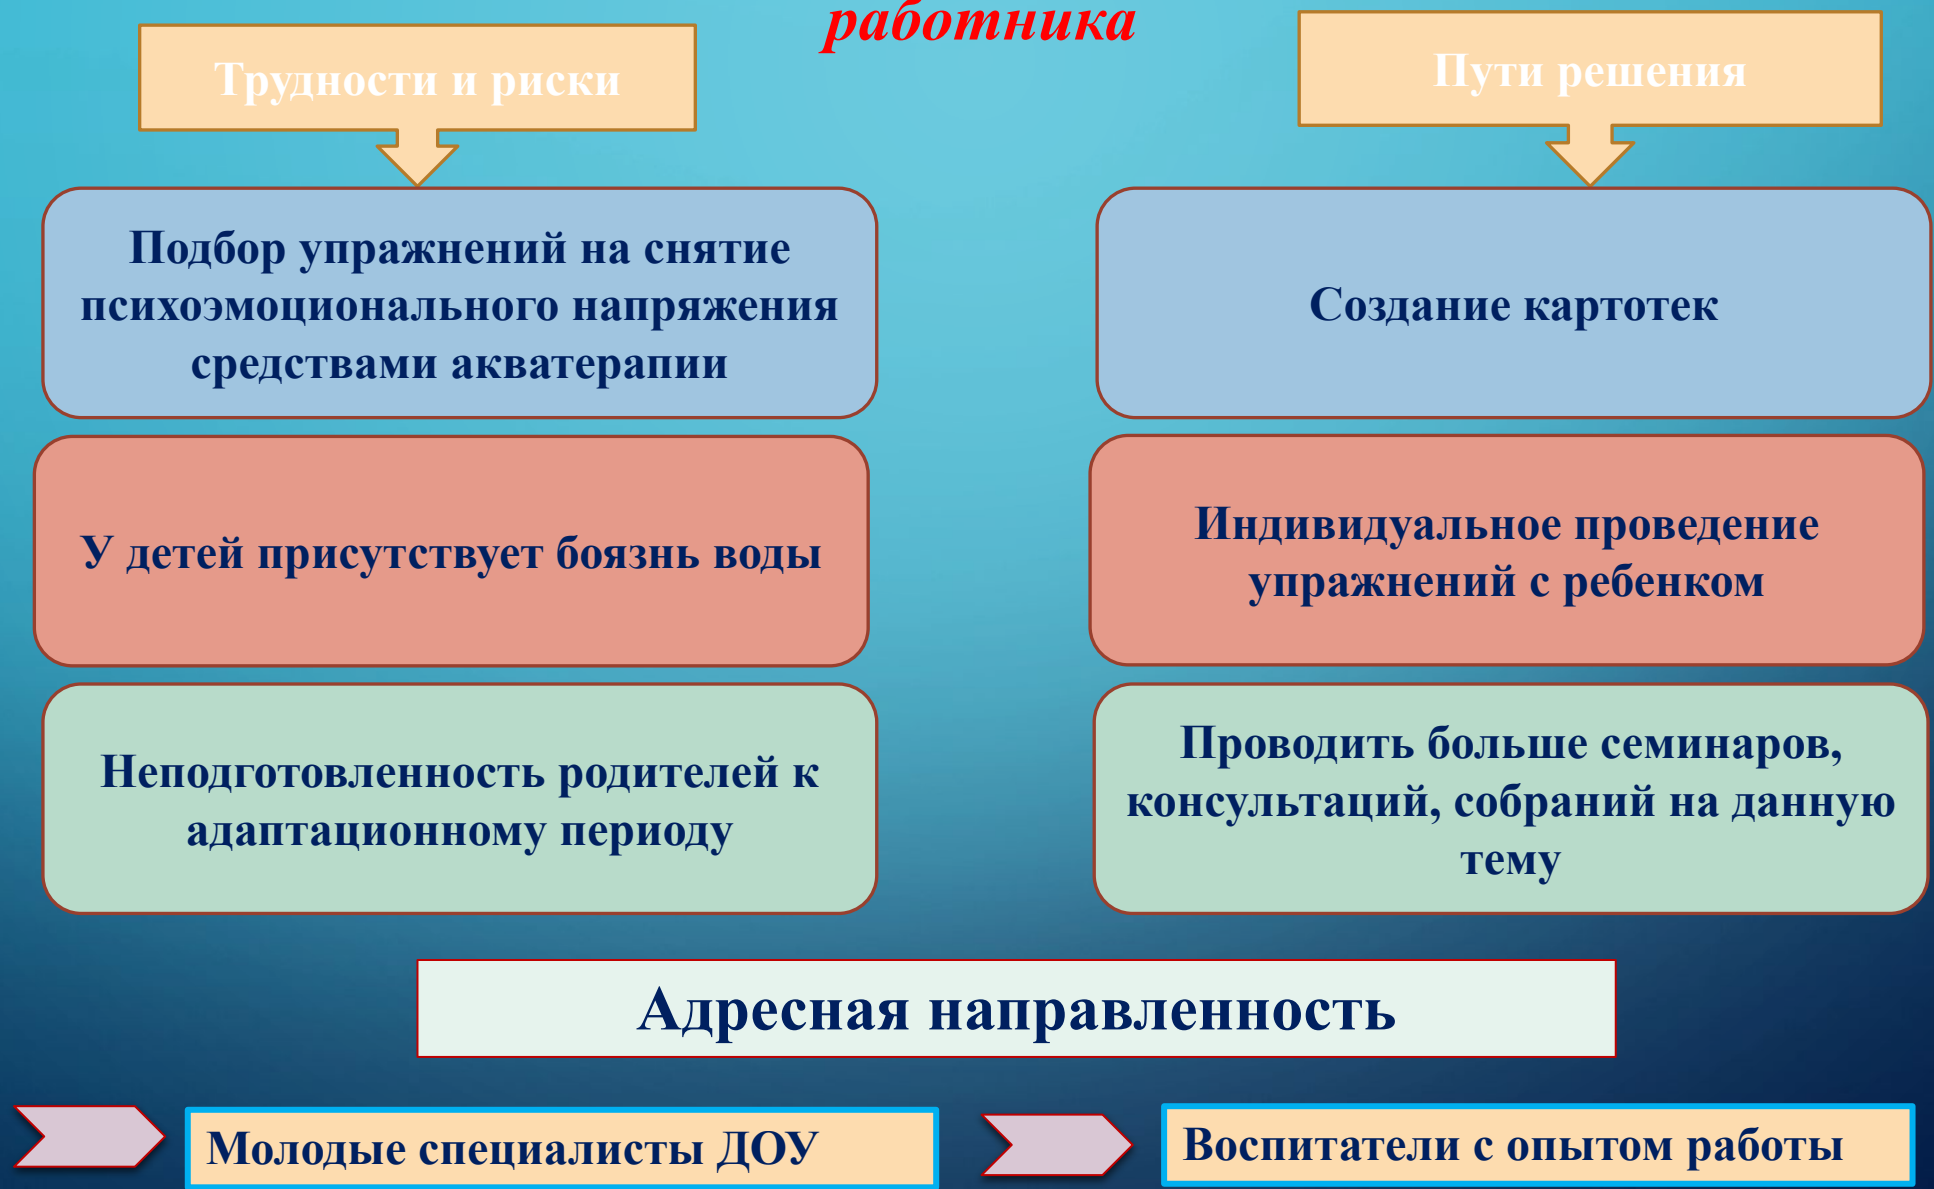 работника
Трудности и риски
Пути решения
Подбор упражнений на снятие
психоэмоционального напряжения
средствами акватерапии
Создание картотек
У детей присутствует боязнь воды
Индивидуальное проведение
упражнений с ребенком
Неподготовленность родителей к
адаптационному периоду
Проводить больше семинаров,
консультаций, собраний на данную
тему
Адресная направленность
Молодые специалисты ДОУ
Воспитатели с опытом работы